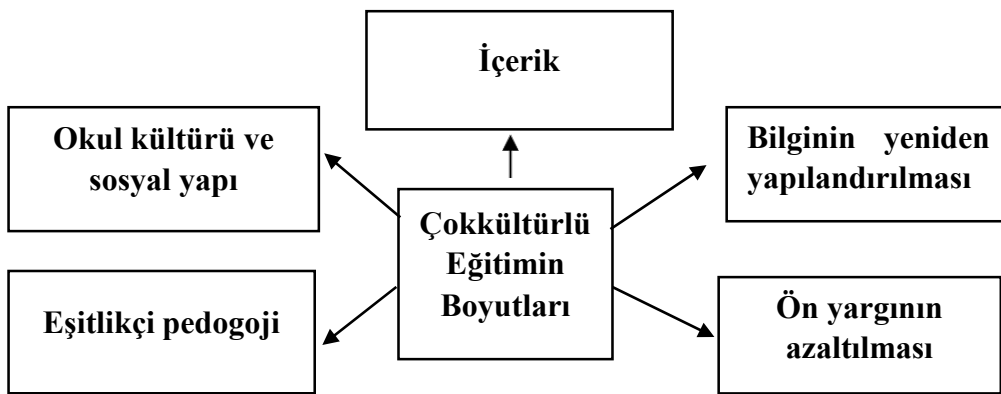 İçerik
Okul kültürü ve
sosyal yapı
Bilginin yeniden
yapılandırılması
Çokkültürlü
Eğitimin
Boyutları
Eşitlikçi pedogoji
Ön yargının
azaltılması